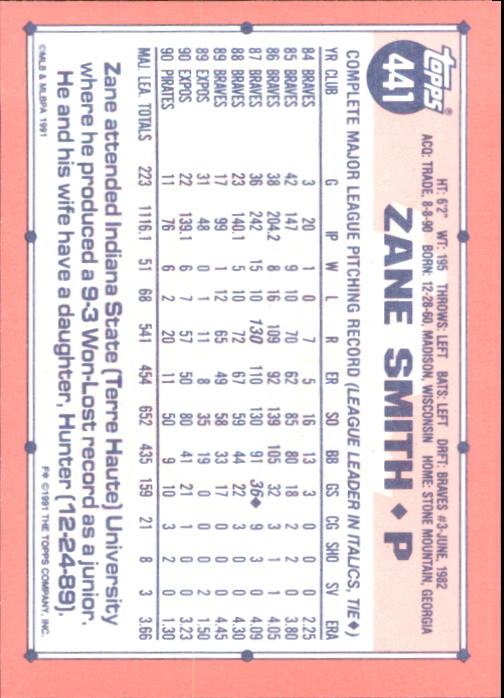 topps®
441
HT: 6'2" WT: 195 THROWS: LEFT BATS: LEFT DRFT: BRAVES #3-JUNE, 1982
ACQ: TRADE, 8-8-90 BORN: 12-28-60, MADISON, WISCONSIN HOME: STONE MOUNTAIN, GEORGIA
ZANE SMITH ♦ P
COMPLETE MAJOR LEAGUE PITCHING RECORD (LEAGUE LEADER IN ITALICS, TIE♦)
YR CLUB G IP W L R ER SO BB GS CG SHO SV ERA
84 BRAVES 3 20 1 0 7 5 16 13 3 0 0 0 2.25
85 BRAVES 42 147 9 10 70 62 85 80 18 2 2 0 3.80
86 BRAVES 38 204.2 8 16 109 92 139 105 32 3 1 1 4.05
87 BRAVES 36 242 15 10 130 110 130 91 36♦ 9 3 0 4.09
88 BRAVES 23 140.1 5 10 72 67 59 44 22 3 0 0 4.30
89 BRAVES 17 99 1 12 65 49 58 33 17 0 0 0 4.45
89 EXPOS 31 48 0 1 11 8 35 19 0 0 0 2 1.50
90 EXPOS 22 139.1 6 7 57 50 80 41 21 1 0 0 3.23
90 PIRATES 11 76 6 2 20 11 50 9 10 3 2 0 1.30
MAJ. LEA. TOTALS 223 1116.1 51 68 541 454 652 435 159 21 8 3 3.66
Zane attended Indiana State (Terre Haute) University
where he produced a 9-3 Won-Lost record as a junior.
He and his wife have a daughter, Hunter (12-24-89).
©MLB & MLBPA 1991 F* ©1991 THE TOPPS COMPANY, INC.